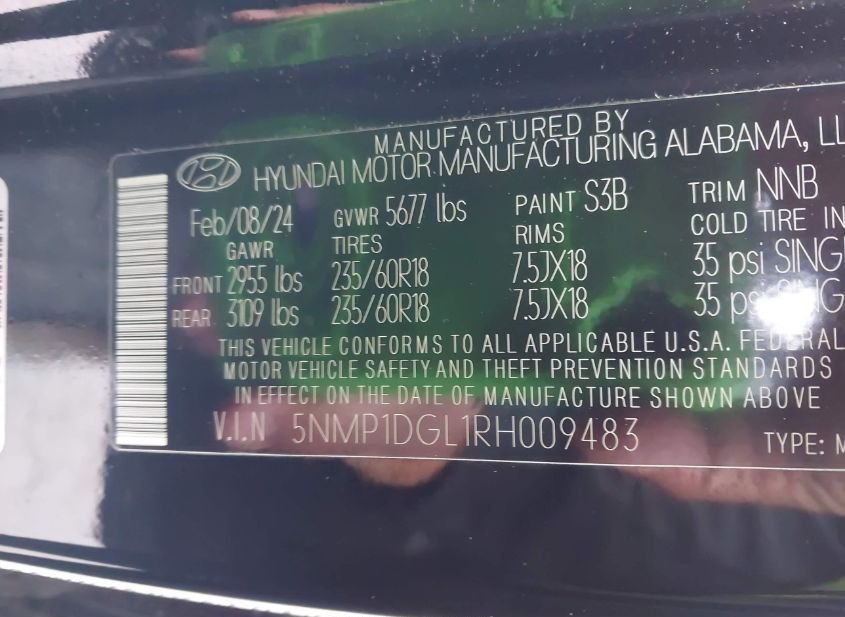 MANUFACTURED BY
HYUNDAI MOTOR MANUFACTURING ALABAMA, LL
Feb/08/24 GVWR 5677 lbs PAINT S3B TRIM NNB
GAWR TIRES RIMS COLD TIRE IN
FRONT 2955 lbs 235/60R18 7.5JX18 35 psi SINGL
REAR 3109 lbs 235/60R18 7.5JX18 35 psi SING
THIS VEHICLE CONFORMS TO ALL APPLICABLE U.S.A. FEDERAL
MOTOR VEHICLE SAFETY AND THEFT PREVENTION STANDARDS
IN EFFECT ON THE DATE OF MANUFACTURE SHOWN ABOVE
V.I.N 5NMP1DGL1RH009483 TYPE: M